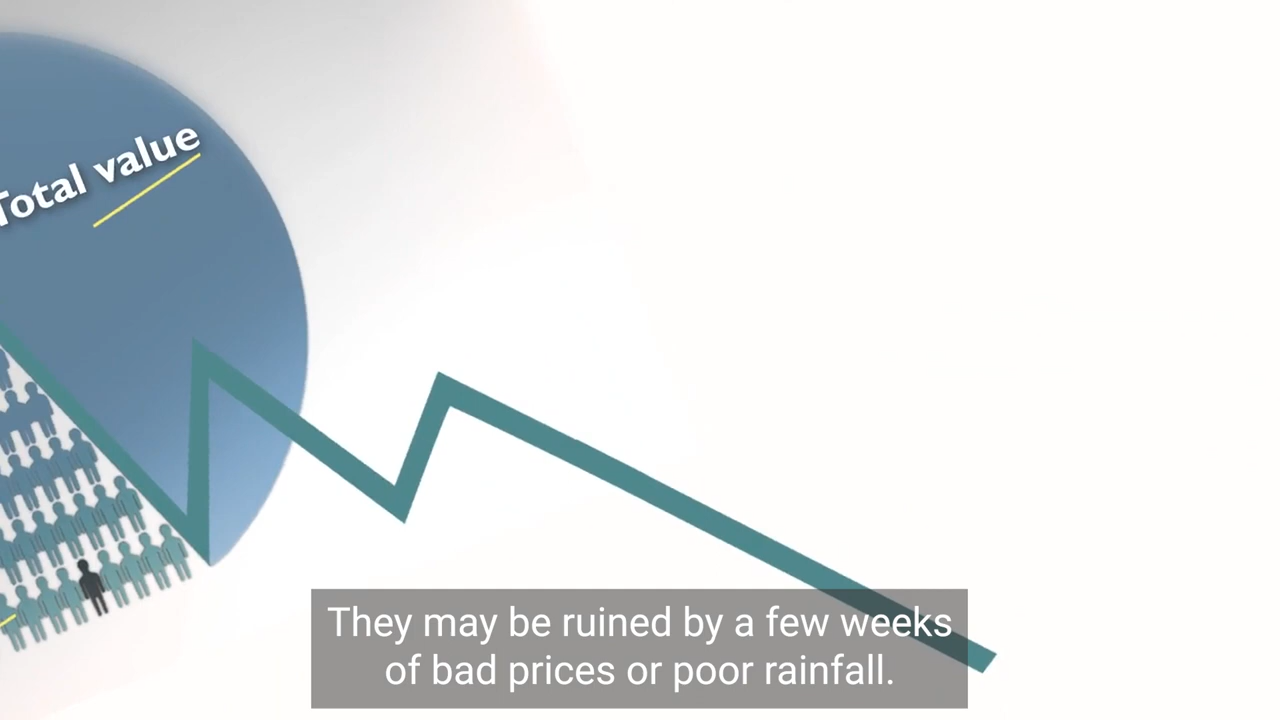 Total value
They may be ruined by a few weeks
of bad prices or poor rainfall.